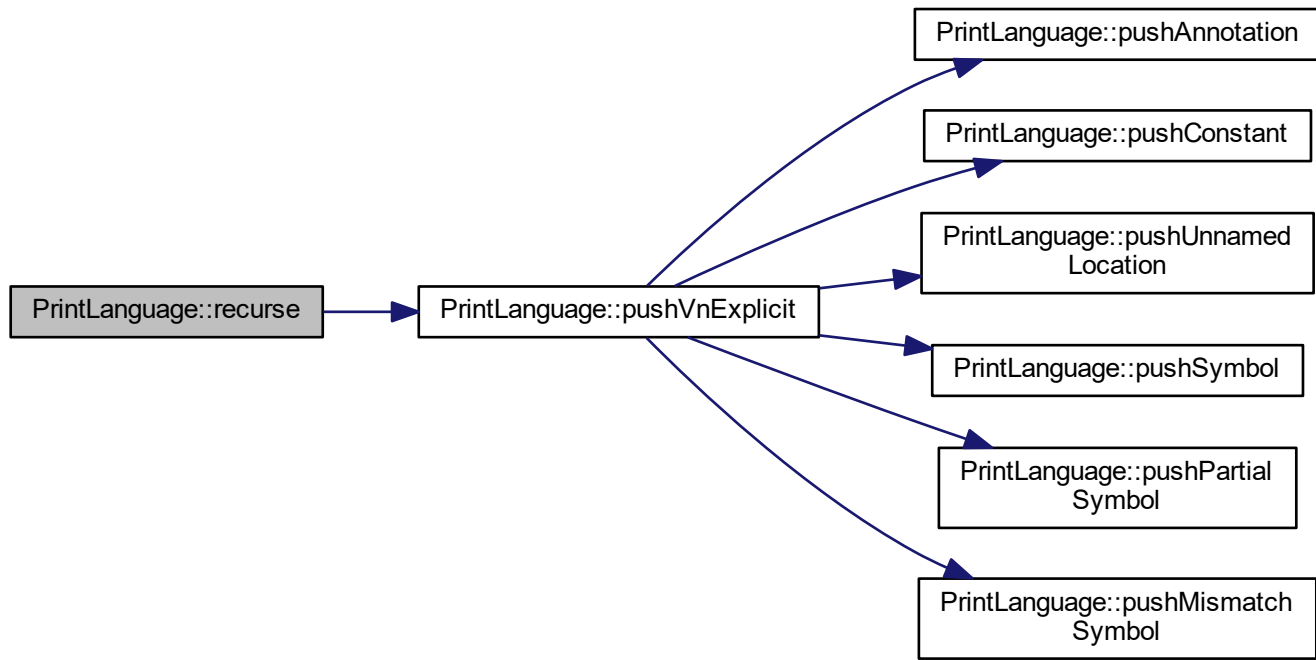 PrintLanguage::recurse
PrintLanguage::pushVnExplicit
PrintLanguage::pushAnnotation
PrintLanguage::pushConstant
PrintLanguage::pushUnnamed
Location
PrintLanguage::pushSymbol
PrintLanguage::pushPartial
Symbol
PrintLanguage::pushMismatch
Symbol